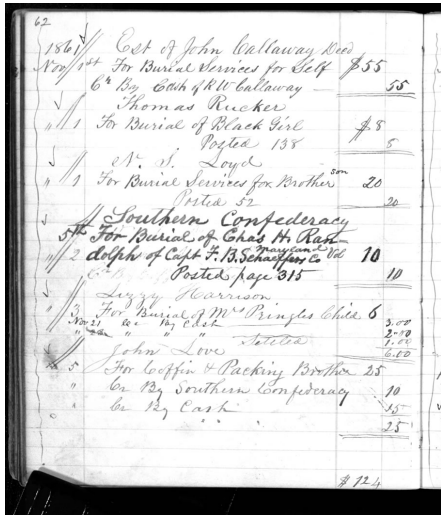 62
1861 Est of John Callaway Decd
Nov 1st For Burial Services for Self $55
Cr By Cash of R W Callaway 55
Thomas Rucker
" 1 For Burial of Black Girl $8
Posted 138 8
N. S. Loyd
" 1 For Burial Services for Brother son 20
Posted 52 20
Southern Confederacy
5th For Burial of Chas H. Ran-
" 2 dolph of Capt F. B. Schaeffers Co Maryland Vol 10
Posted page 315 10
Lizzy Harrison
" 3 For Burial of Mrs Pringles Child 6
Nov 21 By Cash 3.00
" " " 2.00
Settled 1.00
6.00
John Love
" 5 For Coffin & Packing Brother 25
" Cr By Southern Confederacy 10
" Cr By Cash 15
25
$124